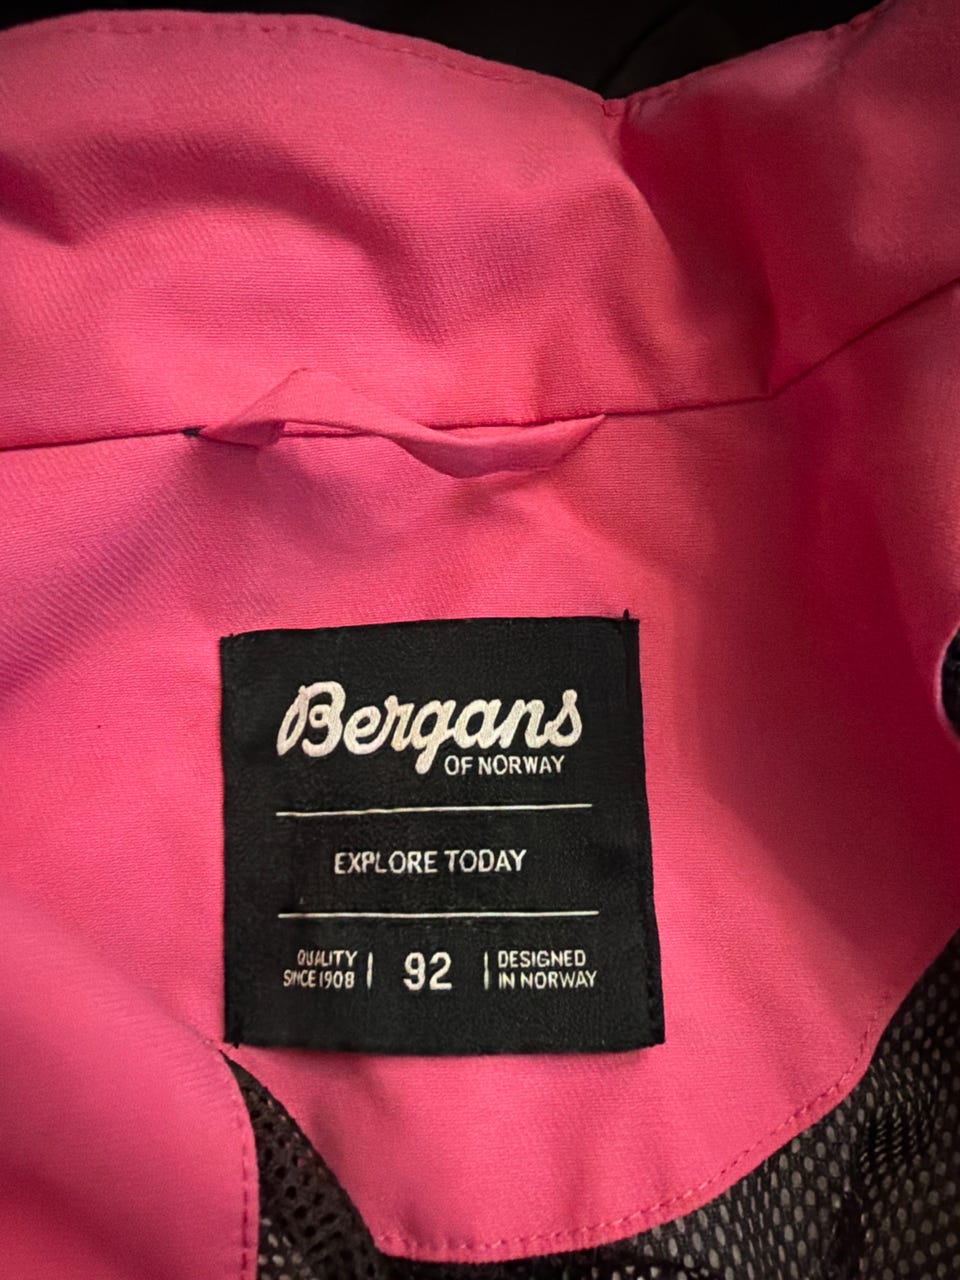 Bergans
OF NORWAY
EXPLORE TODAY
QUALITY
SINCE 1908
92
DESIGNED
IN NORWAY